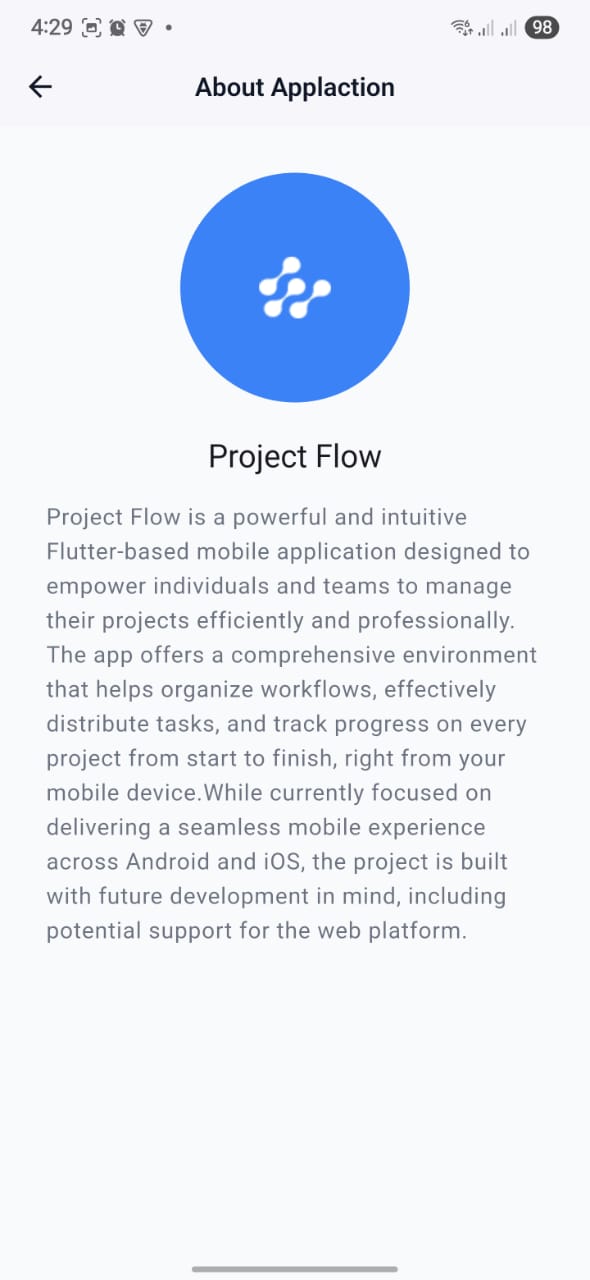 4:29
98
About Applaction
Project Flow
Project Flow is a powerful and intuitive
Flutter-based mobile application designed to
empower individuals and teams to manage
their projects efficiently and professionally.
The app offers a comprehensive environment
that helps organize workflows, effectively
distribute tasks, and track progress on every
project from start to finish, right from your
mobile device.While currently focused on
delivering a seamless mobile experience
across Android and iOS, the project is built
with future development in mind, including
potential support for the web platform.